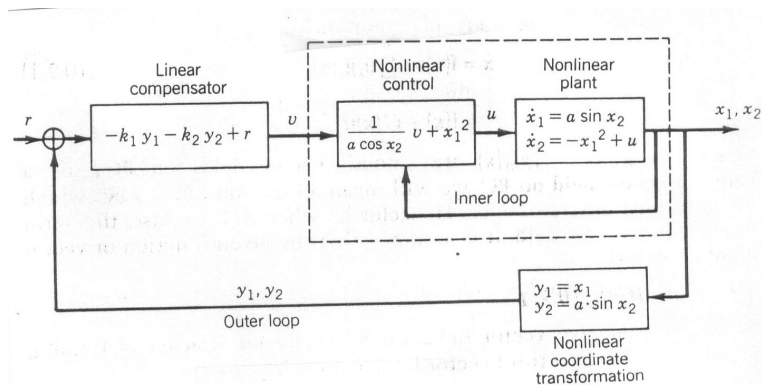 Linear
compensator
Nonlinear
control
Nonlinear
plant
r
-k₁ y₁ - k₂ y₂ + r
υ
1 / (a cos x₂) υ + x₁²
u
ẋ₁ = a sin x₂
ẋ₂ = -x₁² + u
x₁, x₂
Inner loop
y₁, y₂
Outer loop
y₁ = x₁
y₂ = a·sin x₂
Nonlinear
coordinate
transformation